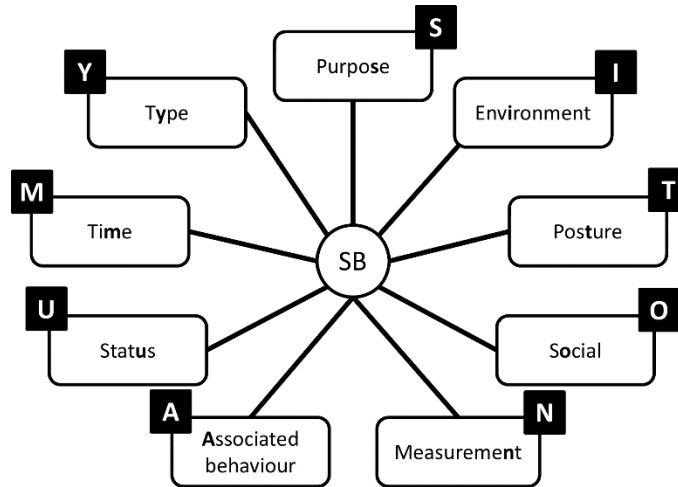 S
Purpose
Y
Type
I
Environment
M
Time
T
Posture
SB
U
Status
O
Social
A
Associated
behaviour
N
Measurement